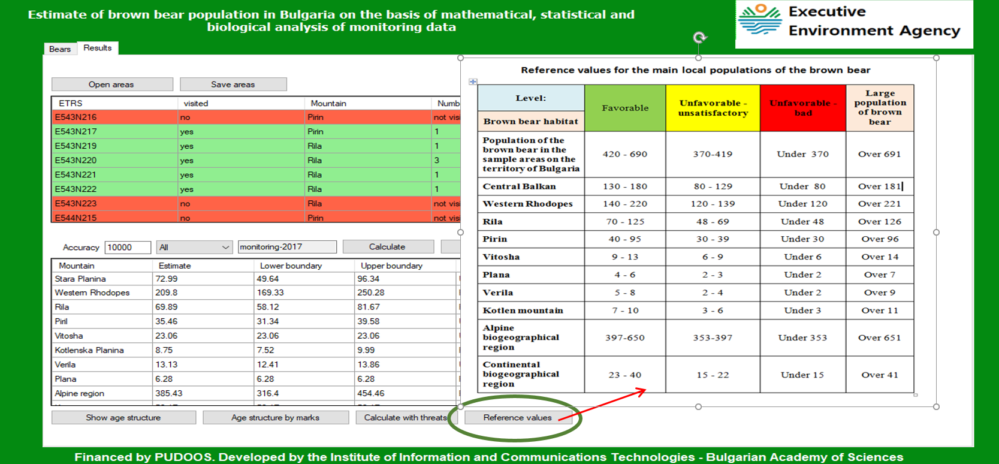 Estimate of brown bear population in Bulgaria on the basis of mathematical, statistical and
biological analysis of monitoring data
Executive
Environment Agency
Bears
Results
Open areas
Save areas
ETRS visited Mountain Numb
E543N216 no Pirin not visi
E543N217 yes Pirin 1
E543N219 yes Rila 1
E543N220 yes Rila 3
E543N221 yes Rila 1
E543N222 yes Rila 1
E543N223 no Rila not visi
E544N215 no Pirin not visi
Accuracy 10000 All monitoring-2017 Calculate
Mountain Estimate Lower boundary Upper boundary
Stara Planina 72.99 49.64 96.34
Western Rhodopes 209.8 169.33 250.28
Rila 69.89 58.12 81.67
Piril 35.46 31.34 39.58
Vitosha 23.06 23.06 23.06
Kotlenska Planina 8.75 7.52 9.99
Verila 13.13 12.41 13.86
Plana 6.28 6.28 6.28
Alpine region 385.43 316.4 454.46
Show age structure
Age structure by marks
Calculate with threats
Reference values
Reference values for the main local populations of the brown bear
Level:
Brown bear habitat
Favorable
Unfavorable -
unsatisfactory
Unfavorable -
bad
Large
population
of brown
bear
Population of the
brown bear in the
sample areas on the
territory of Bulgaria
420 - 690 370-419 Under 370 Over 691
Central Balkan 130 - 180 80 - 129 Under 80 Over 181
Western Rhodopes 140 - 220 120 - 139 Under 120 Over 221
Rila 70 - 125 48 - 69 Under 48 Over 126
Pirin 40 - 95 30 - 39 Under 30 Over 96
Vitosha 9 - 13 6 - 9 Under 6 Over 14
Plana 4 - 6 2 - 3 Under 2 Over 7
Verila 5 - 8 2 - 4 Under 2 Over 9
Kotlen mountain 7 - 10 3 - 6 Under 3 Over 11
Alpine
biogeographical
region
397-650 353-397 Under 353 Over 651
Continental
biogeographical
region
23 - 40 15 - 22 Under 15 Over 41
Financed by PUDOOS. Developed by the Institute of Information and Communications Technologies - Bulgarian Academy of Sciences